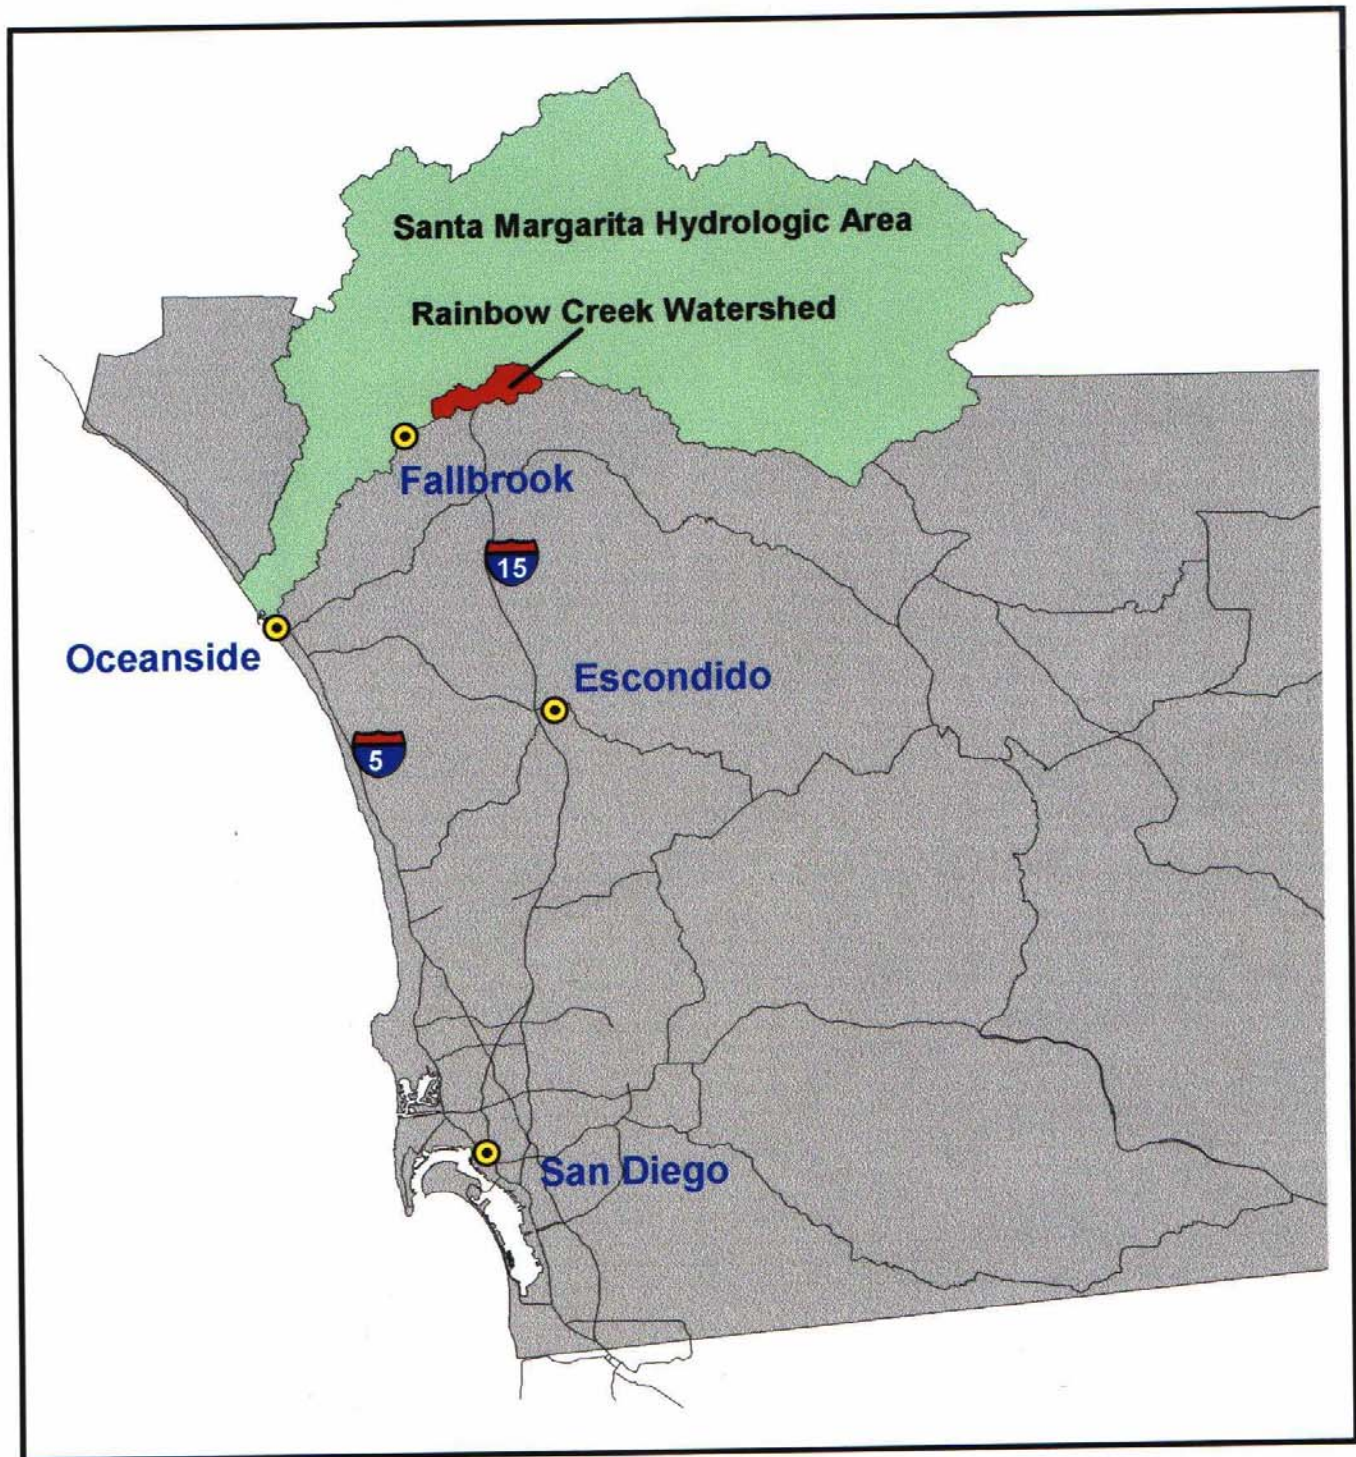 Santa Margarita Hydrologic Area
Rainbow Creek Watershed
Fallbrook
15
Oceanside
Escondido
5
San Diego